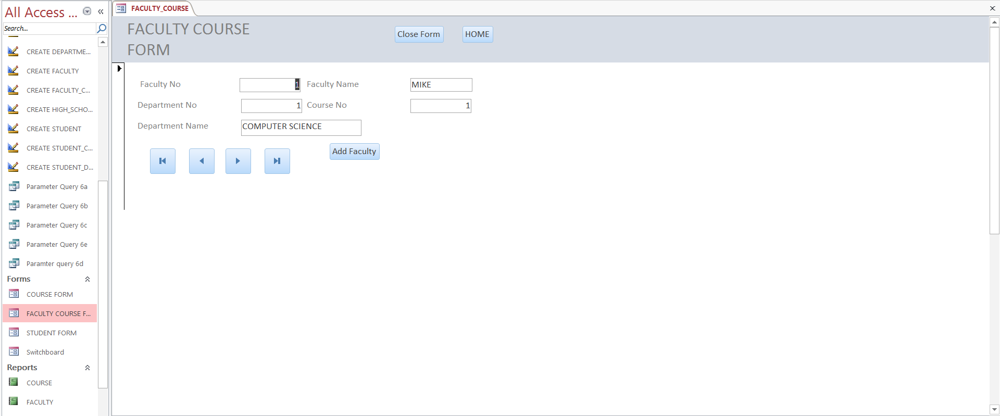 All Access ...
Search...
CREATE DEPARTME...
CREATE FACULTY
CREATE FACULTY_C...
CREATE HIGH_SCHO...
CREATE STUDENT
CREATE STUDENT_C...
CREATE STUDENT_D...
Parameter Query 6a
Parameter Query 6b
Parameter Query 6c
Parameter Query 6e
Paramter query 6d
Forms
COURSE FORM
FACULTY COURSE F...
STUDENT FORM
Switchboard
Reports
COURSE
FACULTY
FACULTY_COURSE
FACULTY COURSE
FORM
Close Form
HOME
Faculty No 1 Faculty Name MIKE
Department No 1 Course No 1
Department Name COMPUTER SCIENCE
Add Faculty